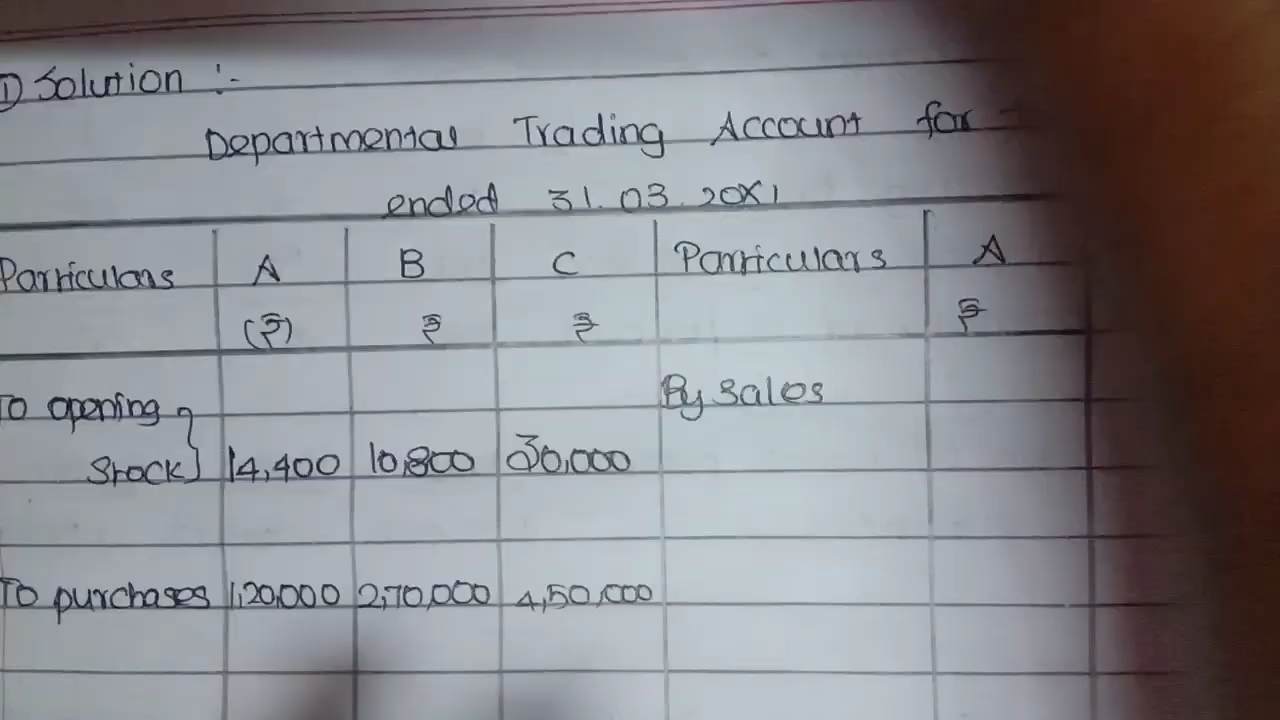 1) Solution :-
Departmental Trading Account for
ended 31.03.20X1
Particulars A B C Particulars A
(₹) ₹ ₹ ₹
To opening By sales
Stock 14,400 10,800 30,000
To purchases 1,20,000 2,70,000 4,50,000